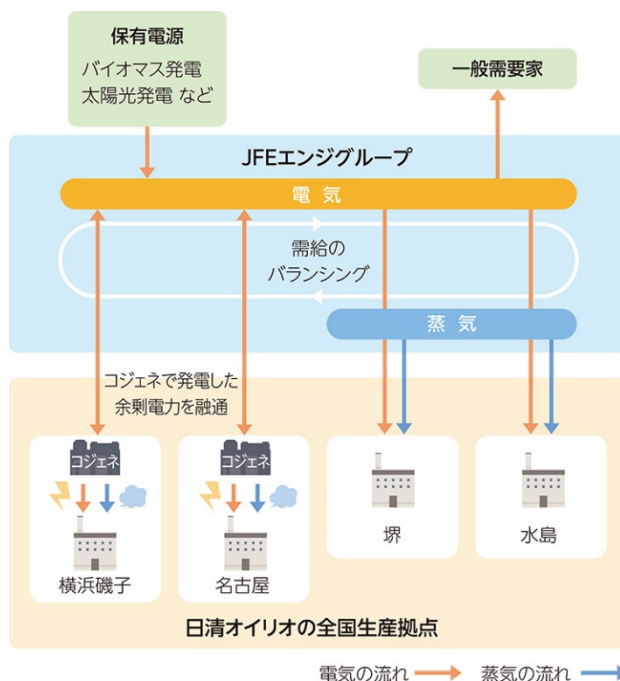 保有電源
バイオマス発電
太陽光発電 など
一般需要家
JFEエンジグループ
電 気
需給の
バランシング
蒸 気
コジェネで発電した
余剰電力を融通
コジェネ
コジェネ
横浜磯子
名古屋
堺
水島
日清オイリオの全国生産拠点
電気の流れ
蒸気の流れ